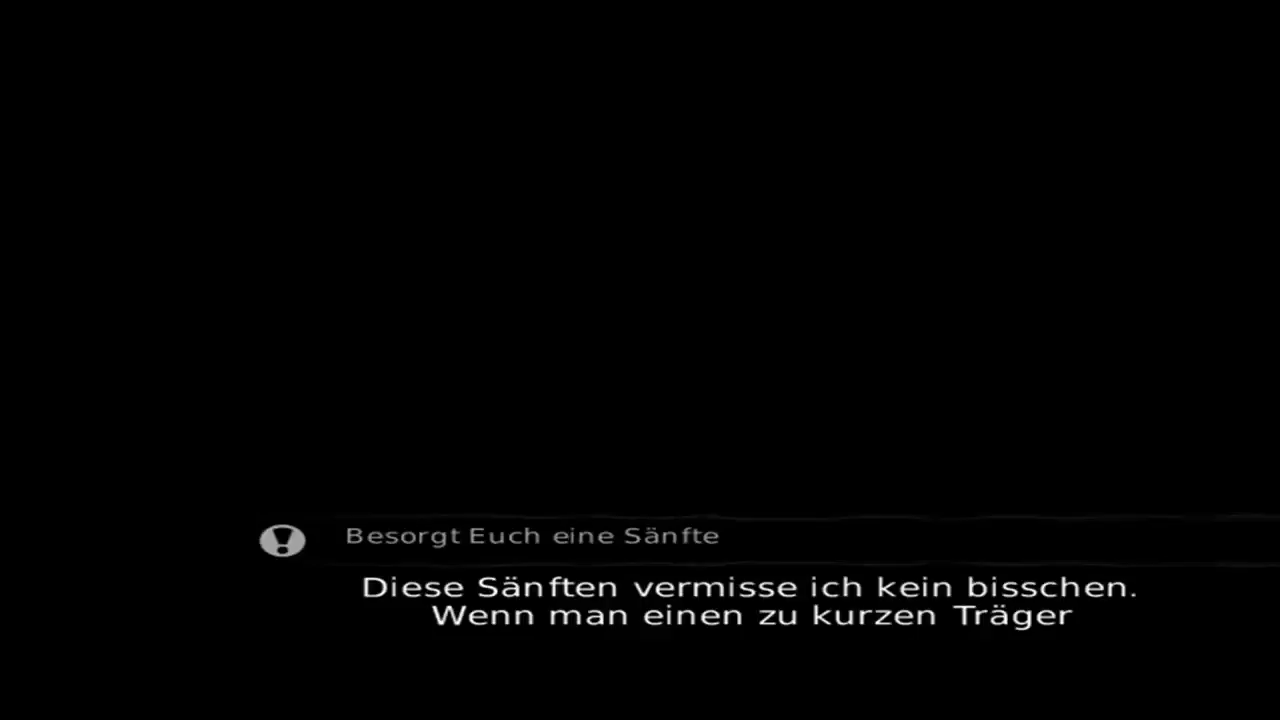 Besorgt Euch eine Sänfte
Diese Sänften vermisse ich kein bisschen.
Wenn man einen zu kurzen Träger